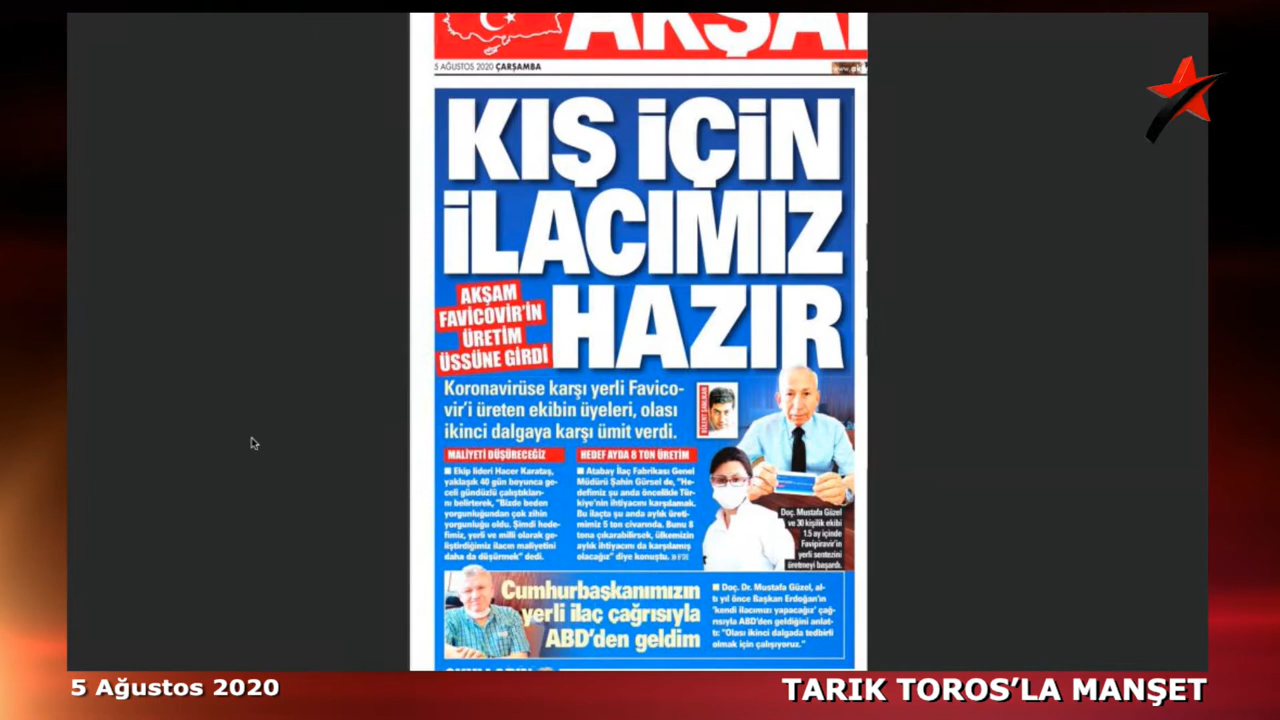 AKŞA
5 AĞUSTOS 2020 ÇARŞAMBA
KIŞ İÇİN
İLACIMIZ
HAZIR
AKŞAM
FAVİCOVİR'İN
ÜRETİM
ÜSSÜNE GİRDİ
Koronavirüse karşı yerli Favico-
vir'i üreten ekibin üyeleri, olası
ikinci dalgaya karşı ümit verdi.
MALİYETİ DÜŞÜRECEĞİZ
Ekip lideri Hacer Karataş,
yaklaşık 40 gün boyunca ge-
celi gündüzlü çalıştıkları-
nı belirterek, "Bizde beden
yorgunluğundan çok zihin
yorgunluğu oldu. Şimdi hede-
fimiz, yerli ve milli olarak ge-
liştirdiğimiz ilacın maliyetini
daha da düşürmek" dedi.
HEDEF AYDA 8 TON ÜRETİM
Atabay İlaç Fabrikası Genel
Müdürü Şahin Gürsel de, "He-
defimiz şu anda öncelikle Tür-
kiye'nin ihtiyacını karşılamak.
Bu ilaçta şu anda aylık üreti-
mimiz 5 ton civarında. Bunu 8
tona çıkarabilirsek, ülkemizin
aylık ihtiyacını da karşılamış
olacağız" diye konuştu.
Doç. Mustafa Güzel
ve 30 kişilik ekibi
1.5 ay içinde
Favipiravir'in
yerli sentezini
üretmeyi başardı.
Cumhurbaşkanımızın
yerli ilaç çağrısıyla
ABD'den geldim
Doç. Dr. Mustafa Güzel, al-
tı yıl önce Başkan Erdoğan'ın
'kendi ilacımızı yapacağız' çağ-
rısıyla ABD'den geldiğini anlat-
tı: "Olası ikinci dalgada tedbirli
olmak için çalışıyoruz."
5 Ağustos 2020
TARIK TOROS'LA MANŞET